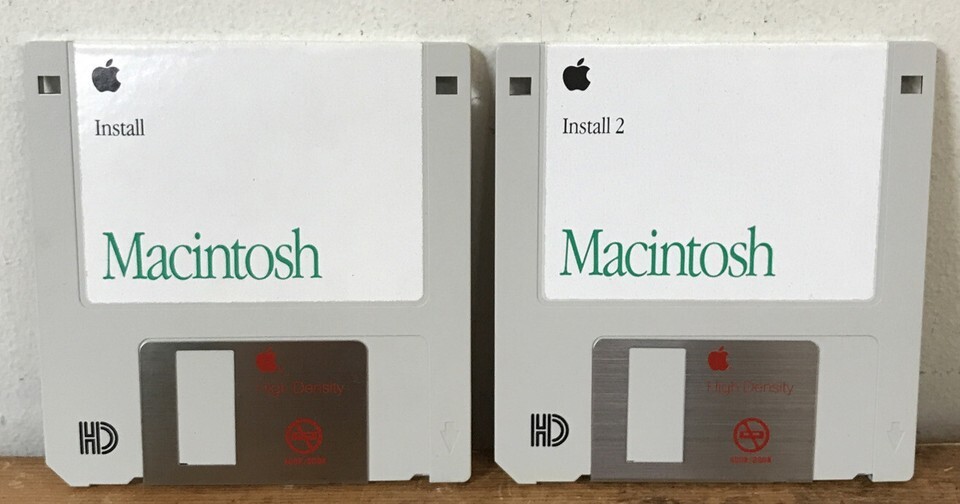 Install
Macintosh
High Density
HD
Install 2
Macintosh
High Density
HD